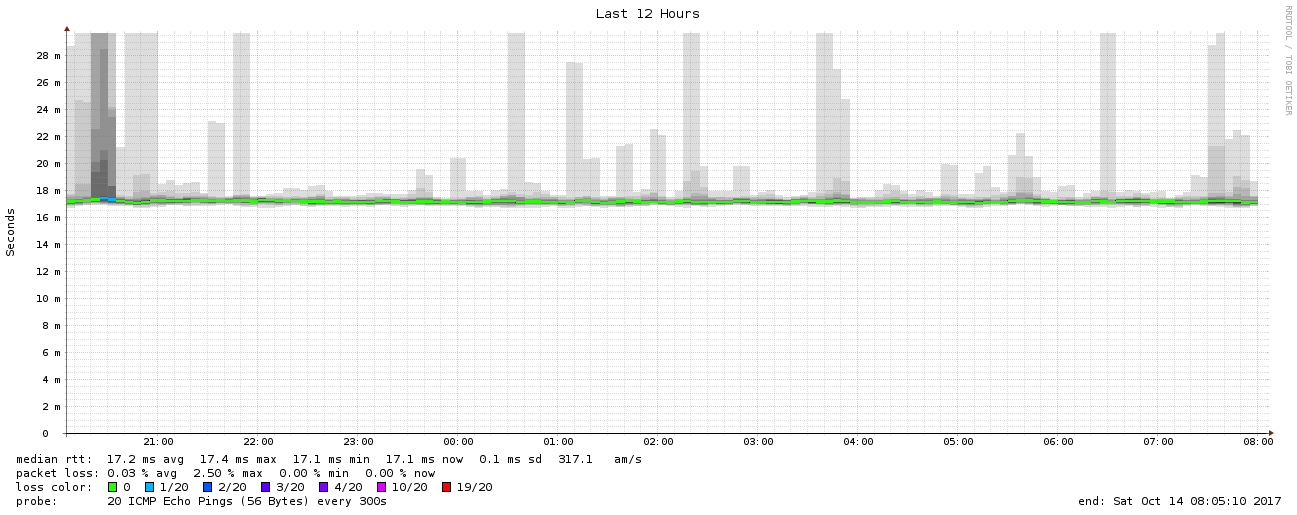 Last 12 Hours
RRDTOOL / TOBI OETIKER
Seconds
28 m
26 m
24 m
22 m
20 m
18 m
16 m
14 m
12 m
10 m
8 m
6 m
4 m
2 m
0
21:00 22:00 23:00 00:00 01:00 02:00 03:00 04:00 05:00 06:00 07:00 08:00
median rtt: 17.2 ms avg 17.4 ms max 17.1 ms min 17.1 ms now 0.1 ms sd 317.1 am/s
packet loss: 0.03 % avg 2.50 % max 0.00 % min 0.00 % now
loss color: 0 1/20 2/20 3/20 4/20 10/20 19/20
probe: 20 ICMP Echo Pings (56 Bytes) every 300s end: Sat Oct 14 08:05:10 2017